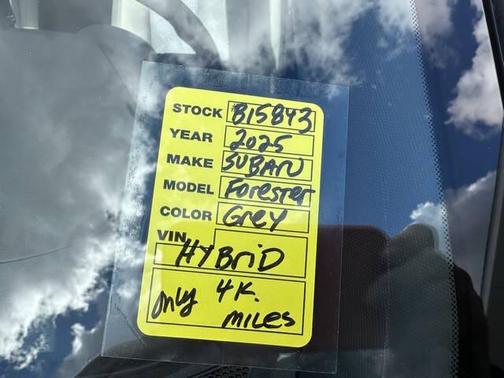 STOCK B15843
YEAR 2025
MAKE SUBARU
MODEL Forester
COLOR Grey
VIN
HYBRID
only 4K.
MILES